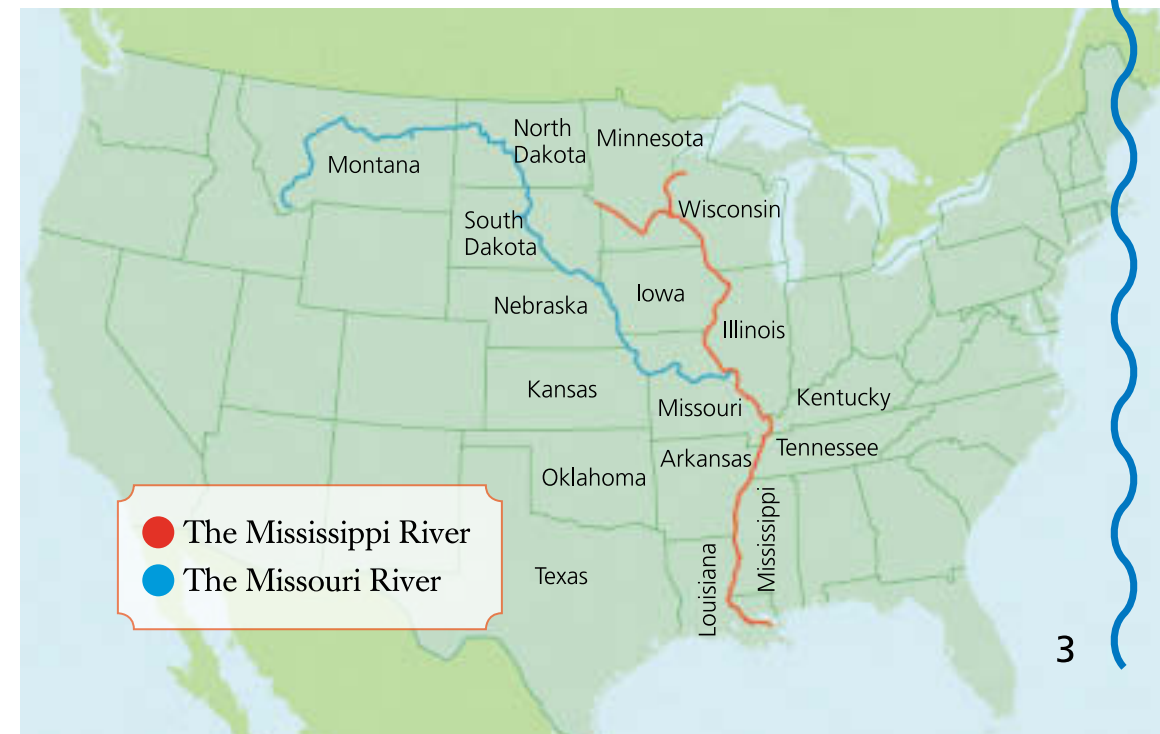 North
Dakota
Minnesota
Montana
Wisconsin
South
Dakota
Iowa
Nebraska
Illinois
Kansas
Kentucky
Missouri
Tennessee
Arkansas
Oklahoma
Mississippi
The Mississippi River
The Missouri River
Texas
Louisiana
3